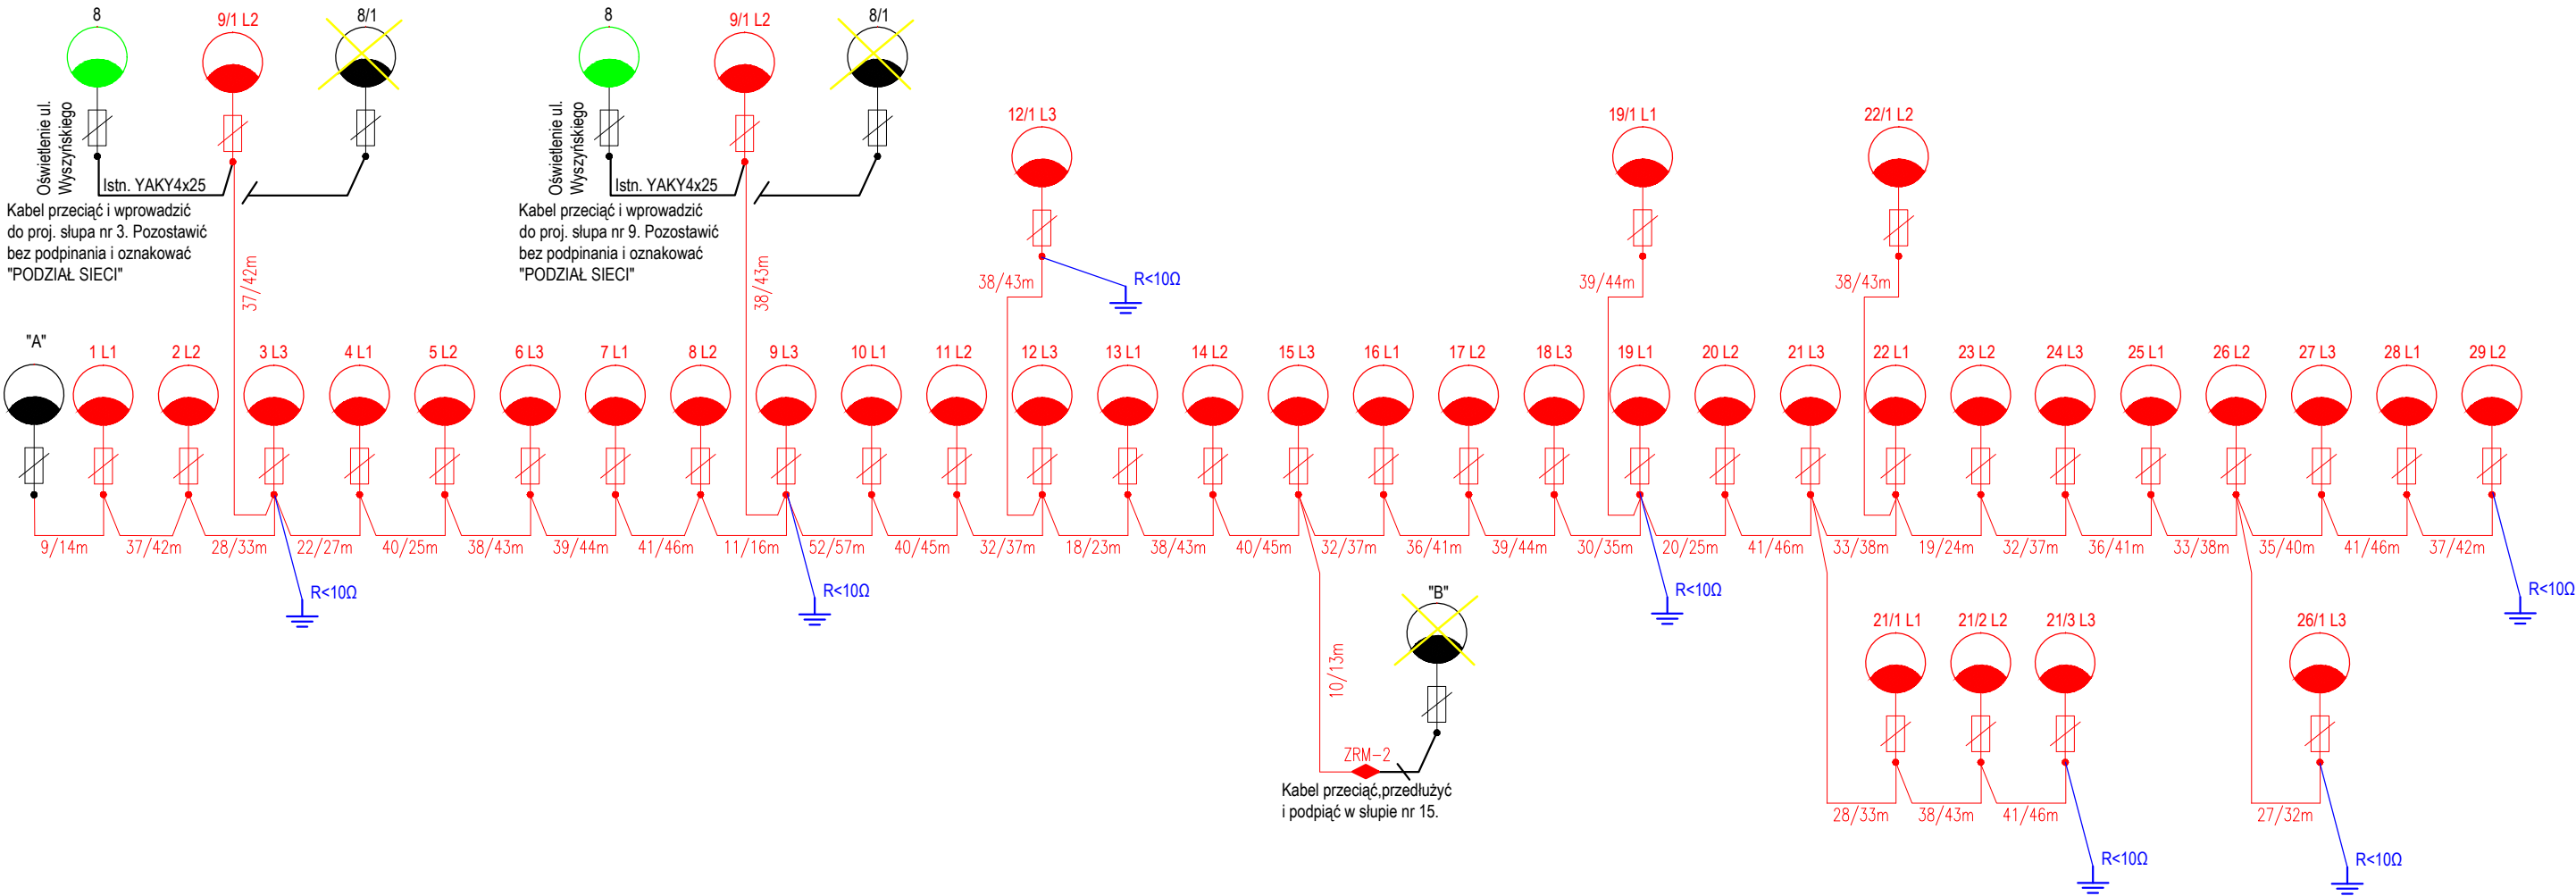 8
9/1 L2
8/1
Oświetlenie ul.
Wyszyńskiego
Istn. YAKY4x25
Kabel przeciąć i wprowadzić
do proj. słupa nr 3. Pozostawić
bez podpinania i oznakować
"PODZIAŁ SIECI"
37/42m
8
9/1 L2
8/1
Oświetlenie ul.
Wyszyńskiego
Istn. YAKY4x25
Kabel przeciąć i wprowadzić
do proj. słupa nr 9. Pozostawić
bez podpinania i oznakować
"PODZIAŁ SIECI"
38/43m
12/1 L3
38/43m
R<10Ω
19/1 L1
39/44m
22/1 L2
38/43m
"A"
1 L1
2 L2
3 L3
4 L1
5 L2
6 L3
7 L1
8 L2
9 L3
10 L1
11 L2
12 L3
13 L1
14 L2
15 L3
16 L1
17 L2
18 L3
19 L1
20 L2
21 L3
22 L1
23 L2
24 L3
25 L1
26 L2
27 L3
28 L1
29 L2
9/14m
37/42m
28/33m
22/27m
40/25m
38/43m
39/44m
41/46m
11/16m
52/57m
40/45m
32/37m
18/23m
38/43m
40/45m
32/37m
36/41m
39/44m
30/35m
20/25m
41/46m
33/38m
19/24m
32/37m
36/41m
33/38m
35/40m
41/46m
37/42m
R<10Ω
R<10Ω
R<10Ω
R<10Ω
"B"
10/13m
ZRM-2
Kabel przeciąć,przedłużyć
i podpiąć w słupie nr 15.
21/1 L1
21/2 L2
21/3 L3
26/1 L3
28/33m
38/43m
41/46m
27/32m
R<10Ω
R<10Ω